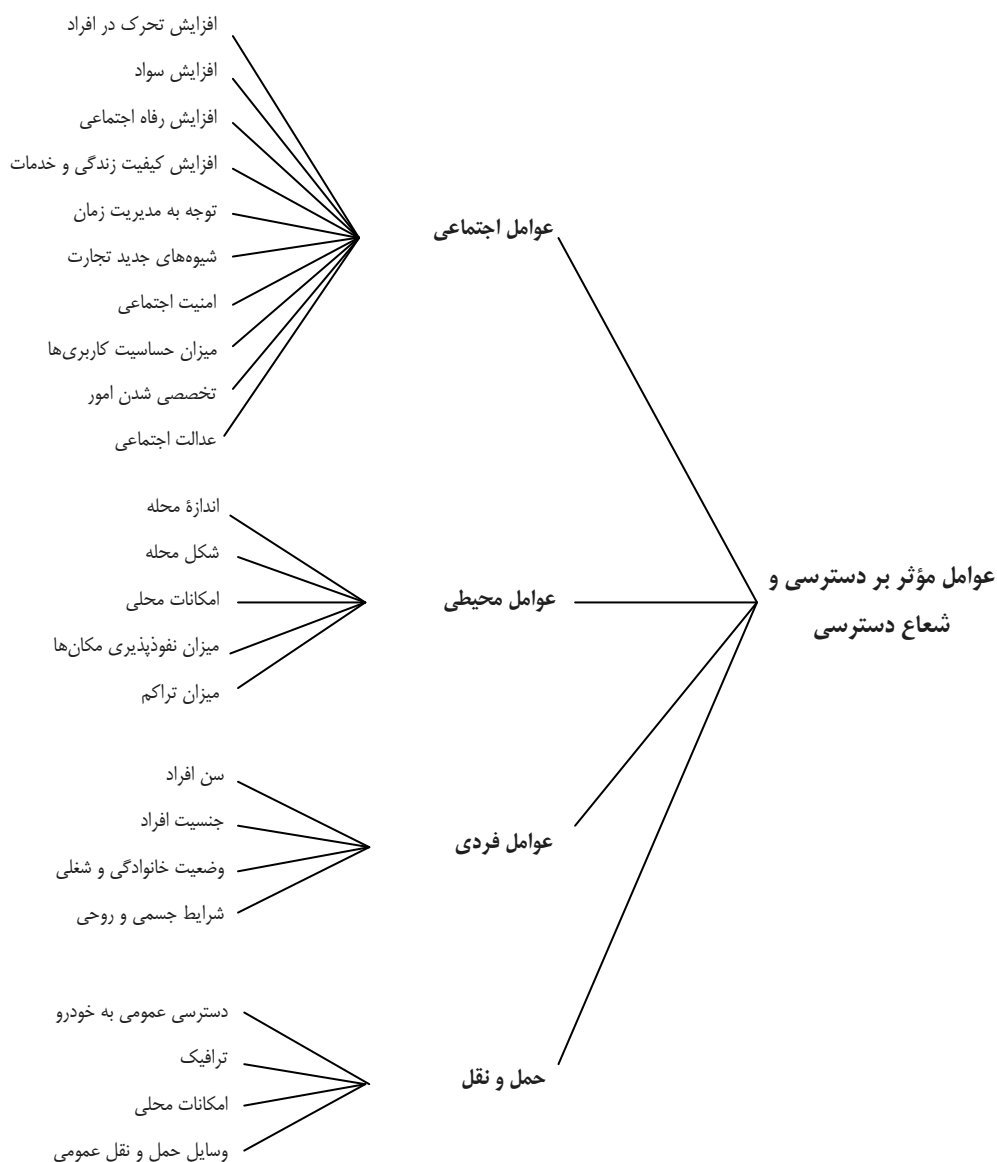 عوامل مؤثر بر دسترسی و
شعاع دسترسی
عوامل اجتماعی
افزایش تحرک در افراد
افزایش سواد
افزایش رفاه اجتماعی
افزایش کیفیت زندگی و خدمات
توجه به مدیریت زمان
شیوه‌های جدید تجارت
امنیت اجتماعی
میزان حساسیت کاربری‌ها
تخصصی شدن امور
عدالت اجتماعی
عوامل محیطی
اندازۀ محله
شکل محله
امکانات محلی
میزان نفوذپذیری مکان‌ها
میزان تراکم
عوامل فردی
سن افراد
جنسیت افراد
وضعیت خانوادگی و شغلی
شرایط جسمی و روحی
حمل و نقل
دسترسی عمومی به خودرو
ترافیک
امکانات محلی
وسایل حمل و نقل عمومی